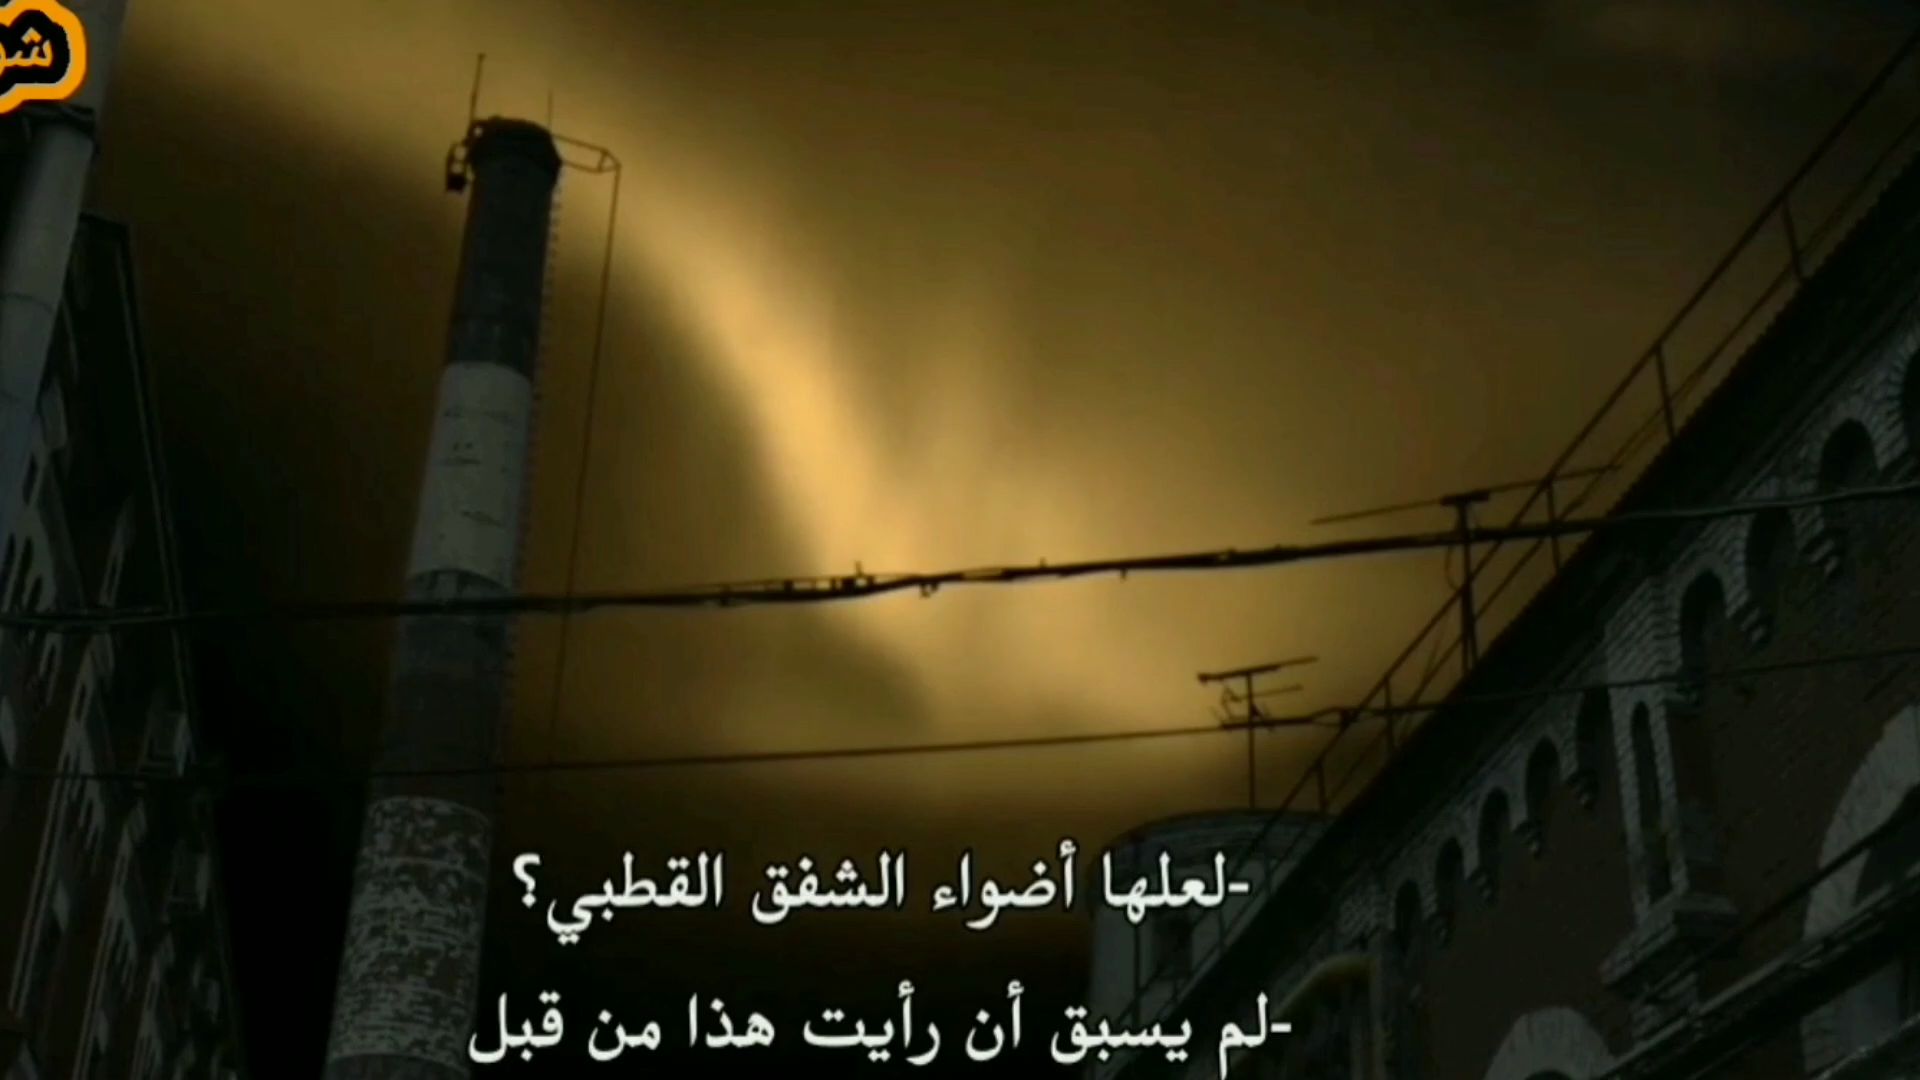 -لعلها أضواء الشفق القطبي؟
-لم يسبق أن رأيت هذا من قبل